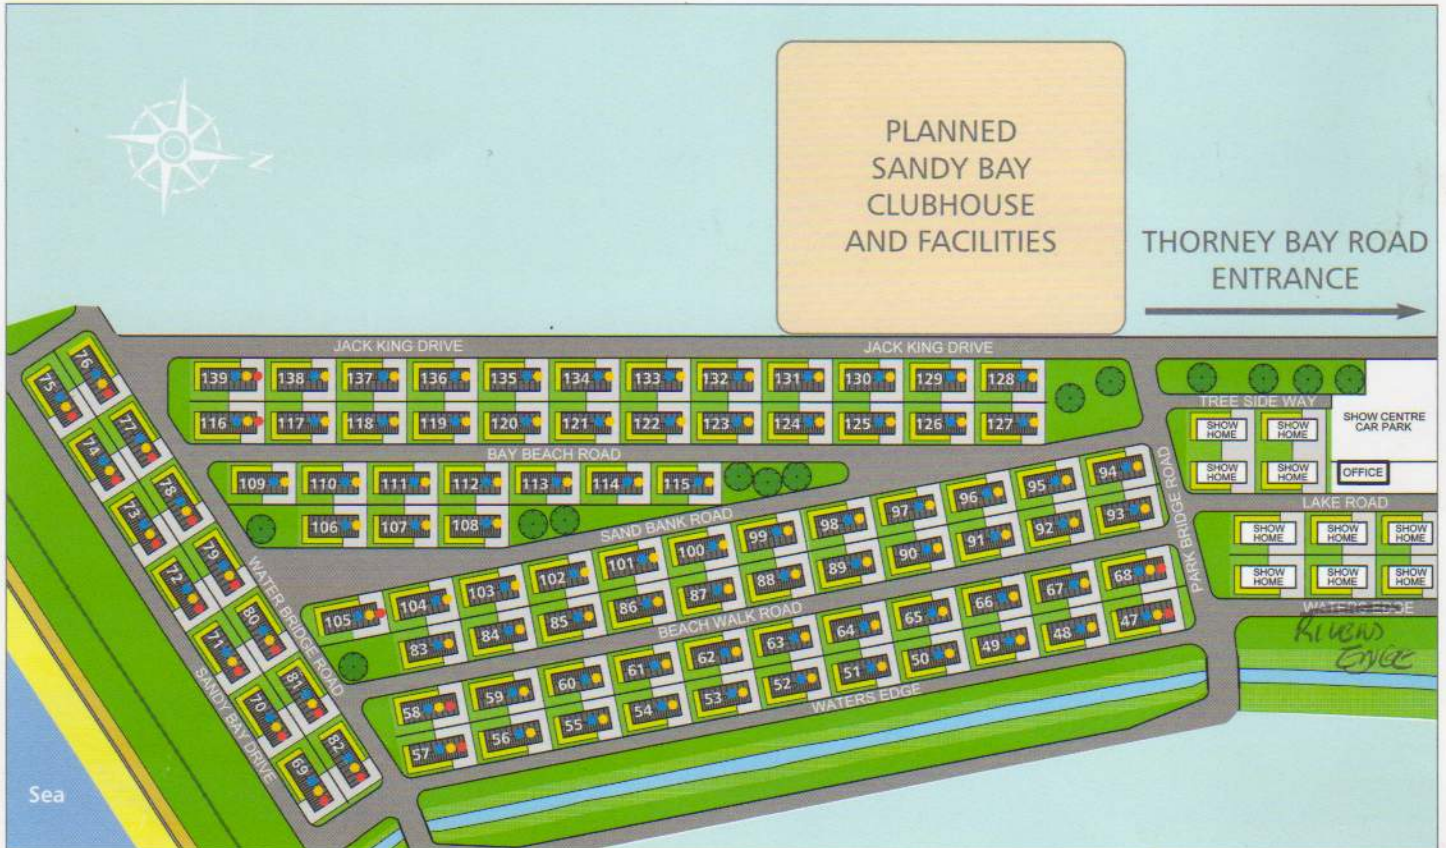 N
PLANNED
SANDY BAY
CLUBHOUSE
AND FACILITIES
THORNEY BAY ROAD
ENTRANCE
JACK KING DRIVE
JACK KING DRIVE
139 138 137 136 135 134 133 132 131 130 129 128
116 117 118 119 120 121 122 123 124 125 126 127
BAY BEACH ROAD
109 110 111 112 113 114 115
106 107 108
SAND BANK ROAD
105 104 103 102 101 100 99 98 97 96 95 94
83 84 85 86 87 88 89 90 91 92 93
BEACH WALK ROAD
58 59 60 61 62 63 64 65 66 67 68
57 56 55 54 53 52 51 50 49 48 47
WATERS EDGE
76 77 78 79 80 81 82
75 74 73 72 71 70 69
WATER BRIDGE ROAD
SANDY BAY DRIVE
PARK BRIDGE ROAD
TREE SIDE WAY
SHOW CENTRE
CAR PARK
OFFICE
SHOW
HOME
SHOW
HOME
SHOW
HOME
SHOW
HOME
LAKE ROAD
SHOW
HOME
SHOW
HOME
SHOW
HOME
SHOW
HOME
SHOW
HOME
SHOW
HOME
WATERS EDGE
RIVERS
EDGE
Sea